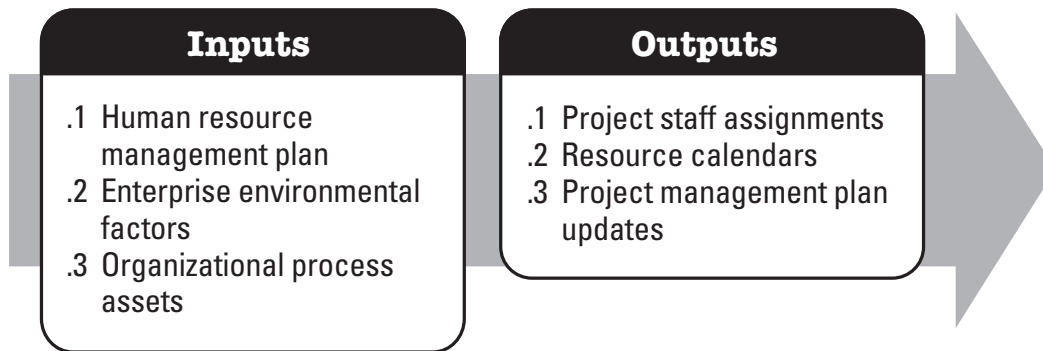 Inputs
.1 Human resource
management plan
.2 Enterprise environmental
factors
.3 Organizational process
assets
Outputs
.1 Project staff assignments
.2 Resource calendars
.3 Project management plan
updates